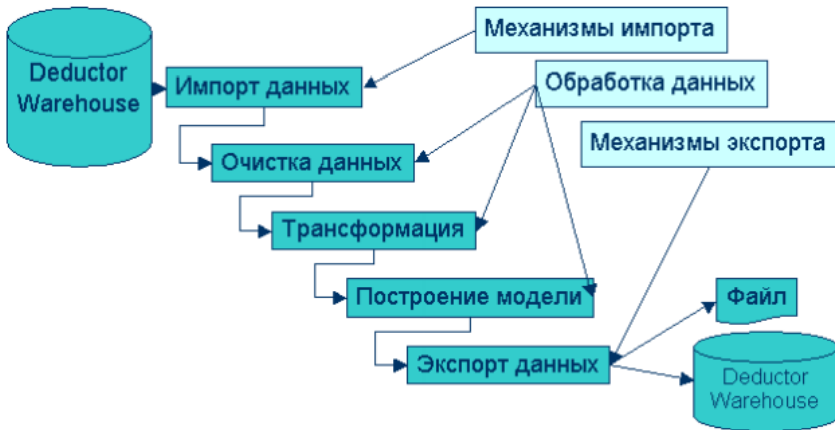 Механизмы импорта
Deductor
Warehouse
Импорт данных
Обработка данных
Механизмы экспорта
Очистка данных
Трансформация
Построение модели
Файл
Экспорт данных
Deductor
Warehouse